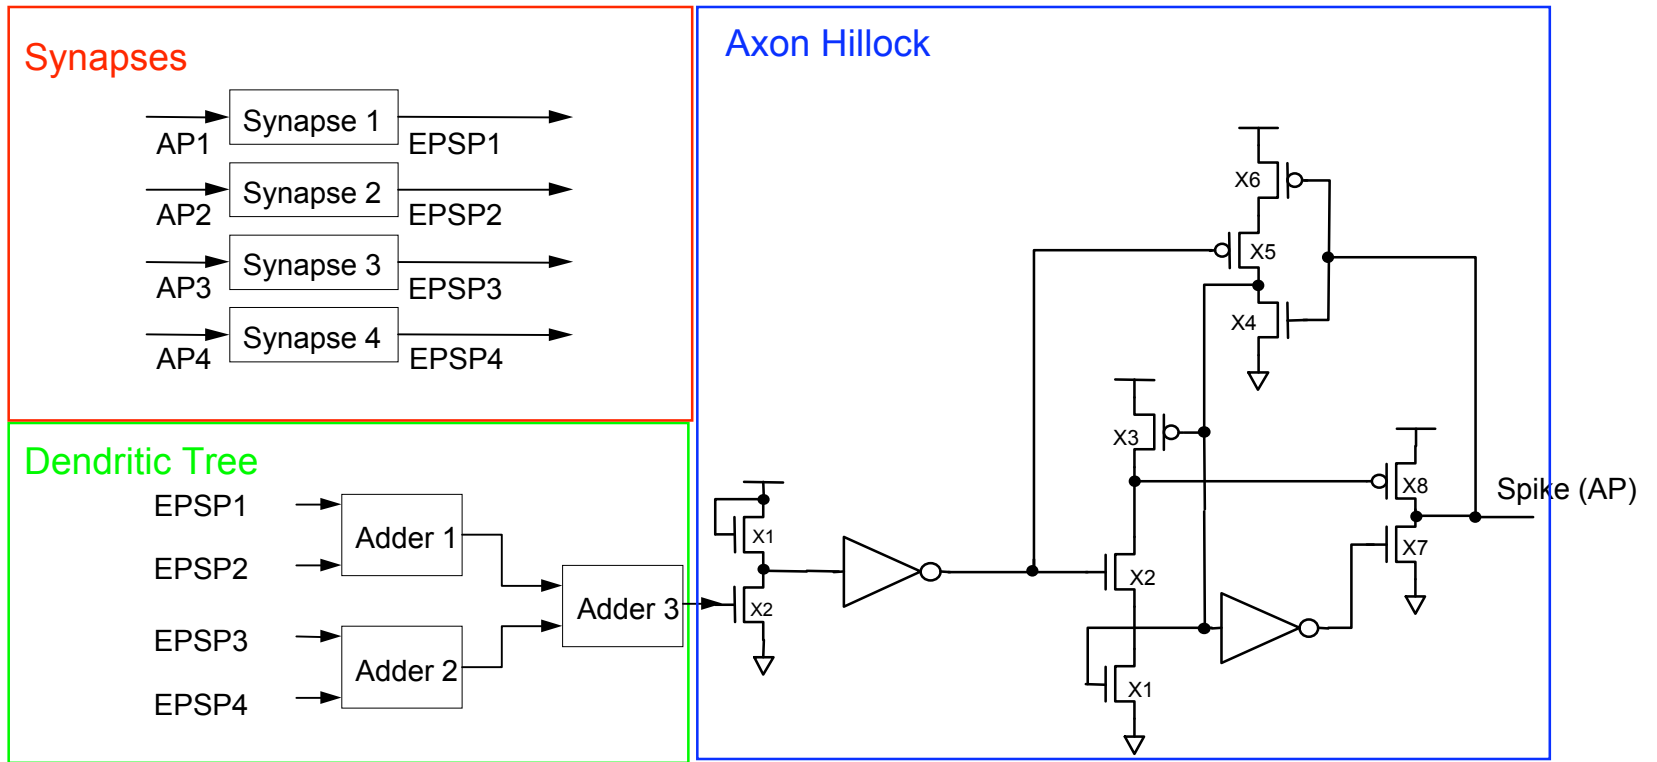 Synapses
Synapse 1
AP1
EPSP1
Synapse 2
AP2
EPSP2
Synapse 3
AP3
EPSP3
Synapse 4
AP4
EPSP4
Dendritic Tree
EPSP1
Adder 1
EPSP2
Adder 3
EPSP3
Adder 2
EPSP4
Axon Hillock
X6
X5
X4
X3
X8
Spike (AP)
X1
X7
X2
X2
X1